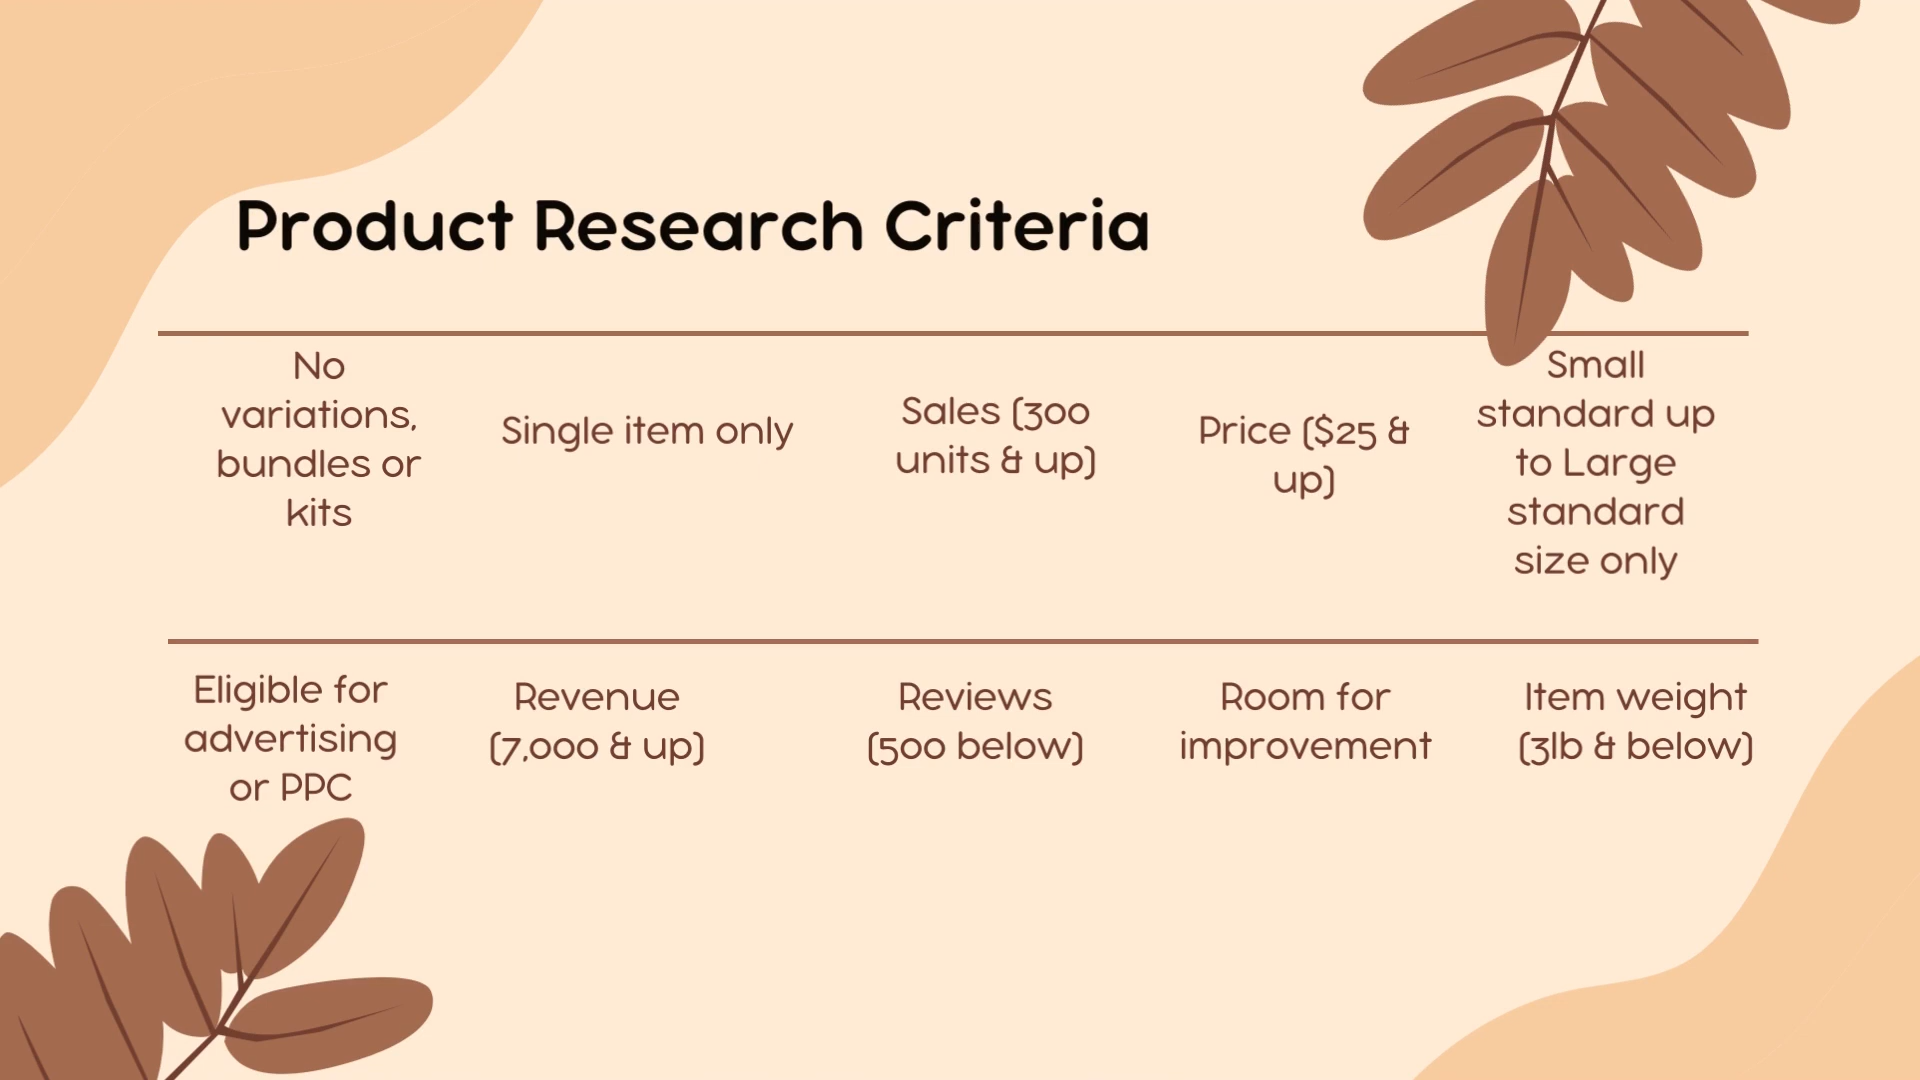 Product Research Criteria
No
variations,
bundles or
kits
Single item only
Sales (300
units & up)
Price ($25 &
up)
Small
standard up
to Large
standard
size only
Eligible for
advertising
or PPC
Revenue
(7,000 & up)
Reviews
(500 below)
Room for
improvement
Item weight
(3lb & below)